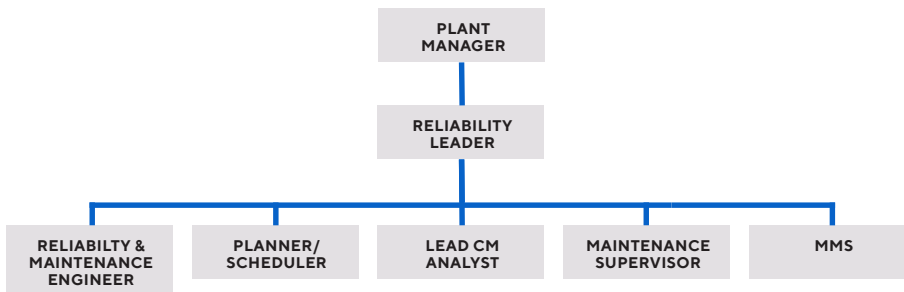 PLANT
MANAGER
RELIABILITY
LEADER
RELIABILTY &
MAINTENANCE
ENGINEER
PLANNER/
SCHEDULER
LEAD CM
ANALYST
MAINTENANCE
SUPERVISOR
MMS